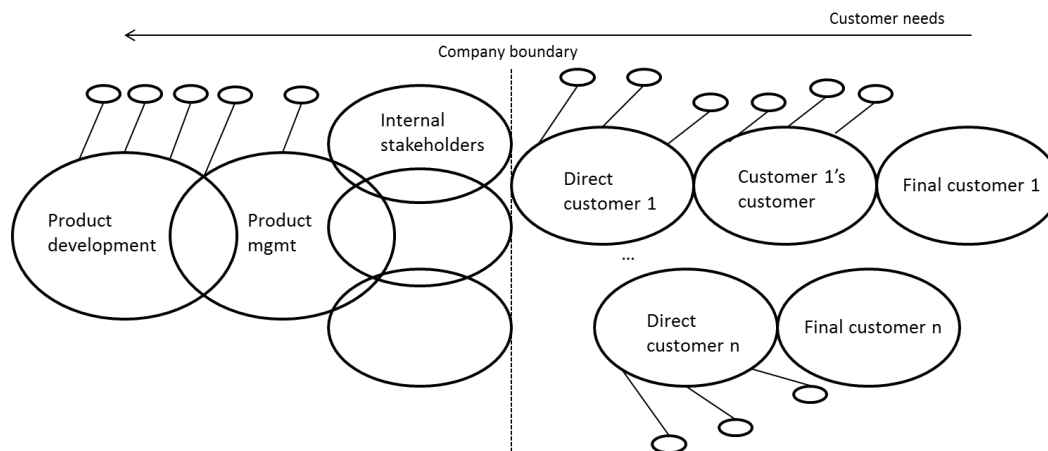 Customer needs
Company boundary
Internal
stakeholders
Product
development
Product
mgmt
Direct
customer 1
Customer 1’s
customer
Final customer 1
...
Direct
customer n
Final customer n